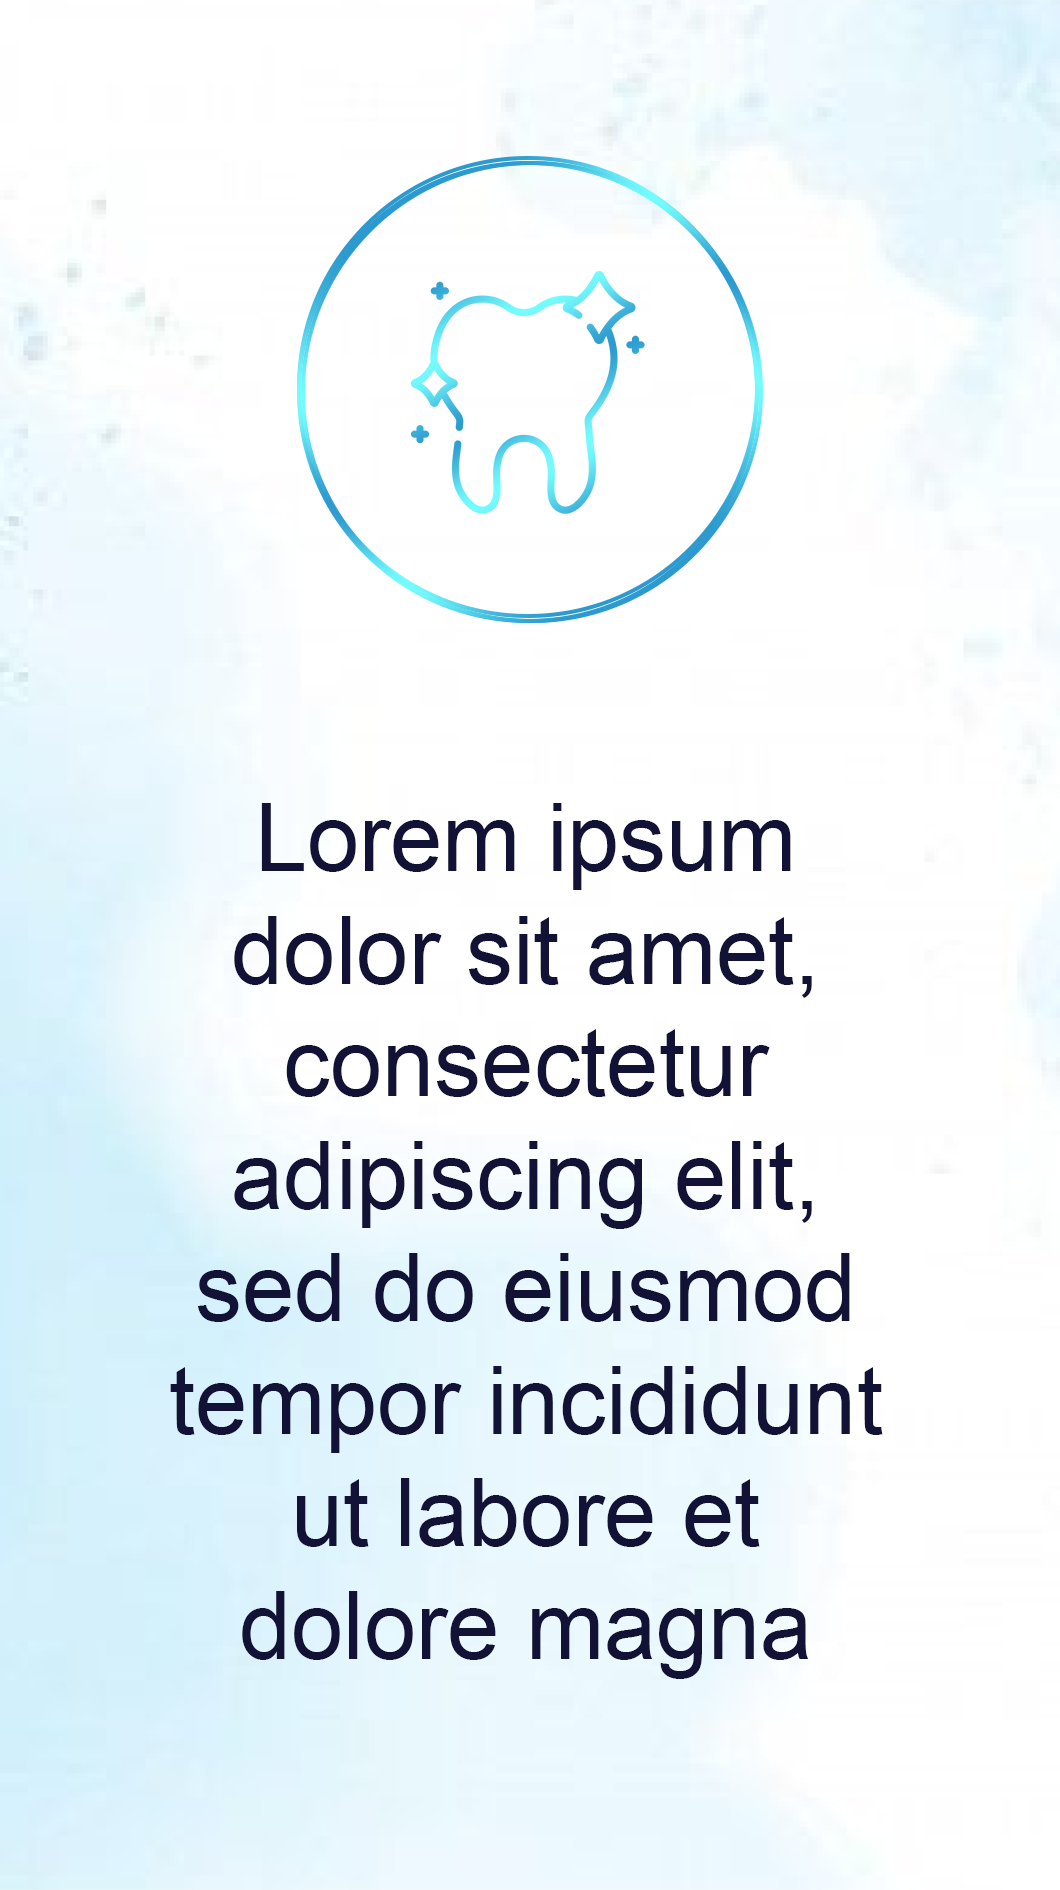 Lorem ipsum
dolor sit amet,
consectetur
adipiscing elit,
sed do eiusmod
tempor incididunt
ut labore et
dolore magna